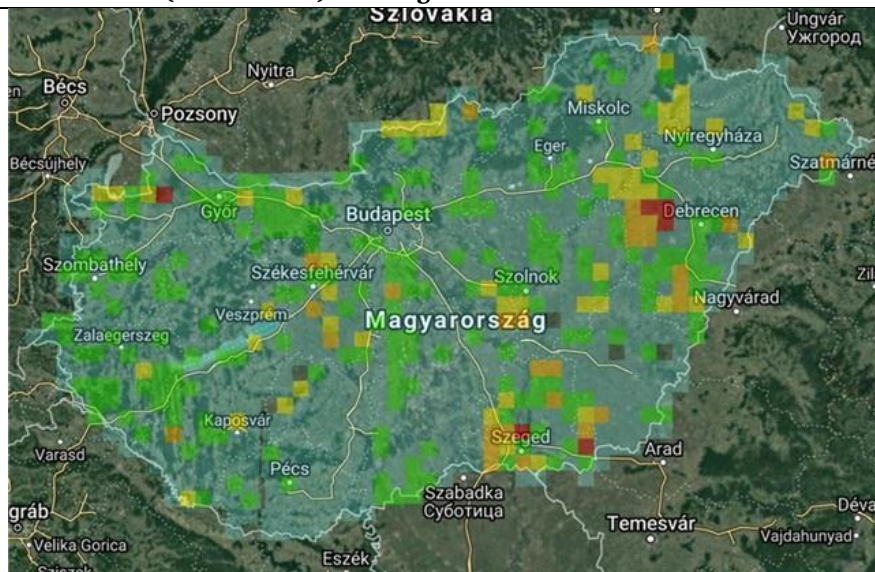 Szlovákia
Ungvár
Ужгород
Nyitra
Bécs
Pozsony
Miskolc
Nyíregyháza
Bécsújhely
Eger
Szatmárné
Győr
Budapest
Debrecen
Szombathely
Székesfehérvár
Szolnok
Veszprém
Nagyvárad
Magyarország
Zalaegerszeg
Kaposvár
Szeged
Arad
Varasd
Pécs
Szabadka
Суботица
gráb
Temesvár
Déva
Velika Gorica
Vajdahunyad
Eszék